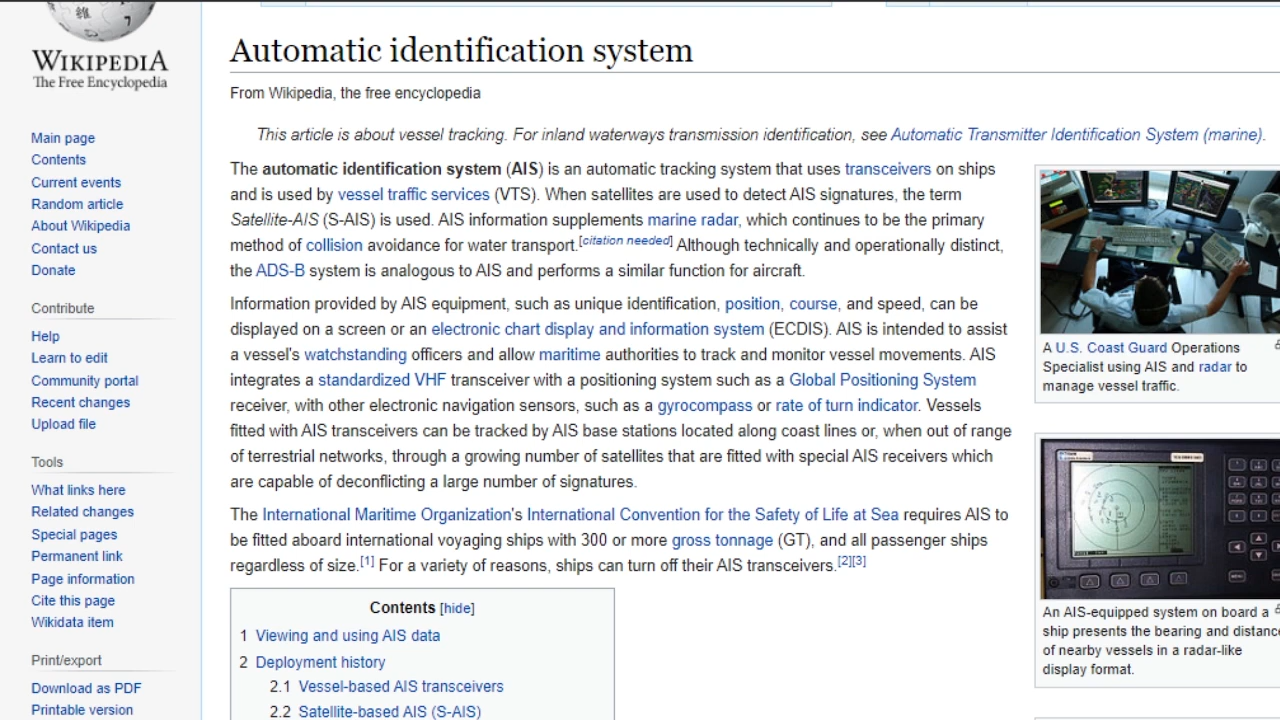 維
7
WIKIPEDIA
The Free Encyclopedia
Main page
Contents
Current events
Random article
About Wikipedia
Contact us
Donate
Contribute
Help
Learn to edit
Community portal
Recent changes
Upload file
Tools
What links here
Related changes
Special pages
Permanent link
Page information
Cite this page
Wikidata item
Print/export
Download as PDF
Printable version
Automatic identification system
From Wikipedia, the free encyclopedia
This article is about vessel tracking. For inland waterways transmission identification, see Automatic Transmitter Identification System (marine).
The automatic identification system (AIS) is an automatic tracking system that uses transceivers on ships
and is used by vessel traffic services (VTS). When satellites are used to detect AIS signatures, the term
Satellite-AIS (S-AIS) is used. AIS information supplements marine radar, which continues to be the primary
method of collision avoidance for water transport.[citation needed] Although technically and operationally distinct,
the ADS-B system is analogous to AIS and performs a similar function for aircraft.
Information provided by AIS equipment, such as unique identification, position, course, and speed, can be
displayed on a screen or an electronic chart display and information system (ECDIS). AIS is intended to assist
a vessel's watchstanding officers and allow maritime authorities to track and monitor vessel movements. AIS
integrates a standardized VHF transceiver with a positioning system such as a Global Positioning System
receiver, with other electronic navigation sensors, such as a gyrocompass or rate of turn indicator. Vessels
fitted with AIS transceivers can be tracked by AIS base stations located along coast lines or, when out of range
of terrestrial networks, through a growing number of satellites that are fitted with special AIS receivers which
are capable of deconflicting a large number of signatures.
The International Maritime Organization's International Convention for the Safety of Life at Sea requires AIS to
be fitted aboard international voyaging ships with 300 or more gross tonnage (GT), and all passenger ships
regardless of size.[1] For a variety of reasons, ships can turn off their AIS transceivers.[2][3]
Contents [hide]
1 Viewing and using AIS data
2 Deployment history
2.1 Vessel-based AIS transceivers
2.2 Satellite-based AIS (S-AIS)
A U.S. Coast Guard Operations
Specialist using AIS and radar to
manage vessel traffic.
An AIS-equipped system on board a
ship presents the bearing and distance
of nearby vessels in a radar-like
display format.